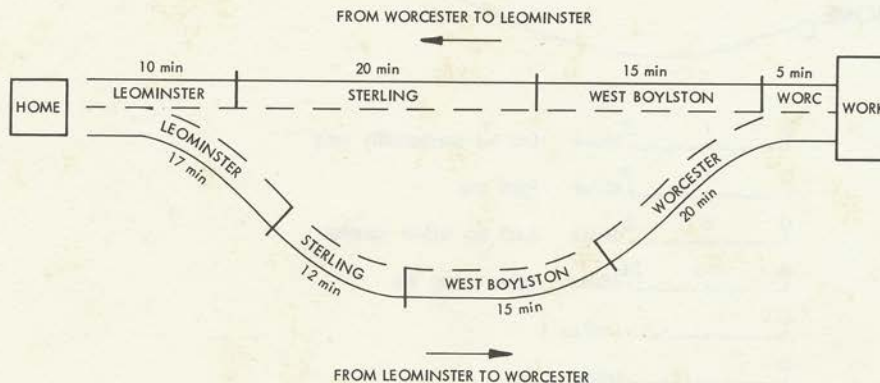 FROM WORCESTER TO LEOMINSTER
10 min 20 min 15 min 5 min
HOME LEOMINSTER STERLING WEST BOYLSTON WORC WORK
LEOMINSTER
17 min
WORCESTER
20 min
STERLING
12 min
WEST BOYLSTON
15 min
FROM LEOMINSTER TO WORCESTER